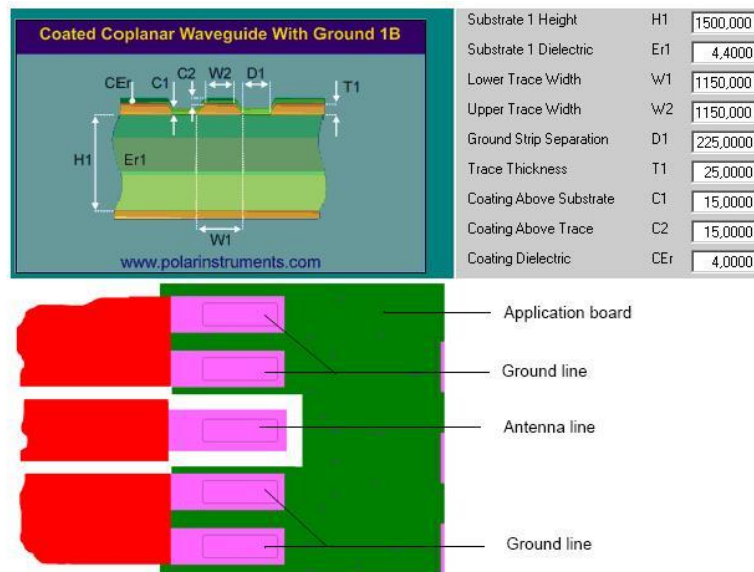 Coated Coplanar Waveguide With Ground 1B
CEr C1 C2 W2 D1 T1
H1 Er1
W1
www.polarinstruments.com
Substrate 1 Height H1 1500,000
Substrate 1 Dielectric Er1 4,4000
Lower Trace Width W1 1150,000
Upper Trace Width W2 1150,000
Ground Strip Separation D1 225,0000
Trace Thickness T1 25,0000
Coating Above Substrate C1 15,0000
Coating Above Trace C2 15,0000
Coating Dielectric CEr 4,0000
Application board
Ground line
Antenna line
Ground line